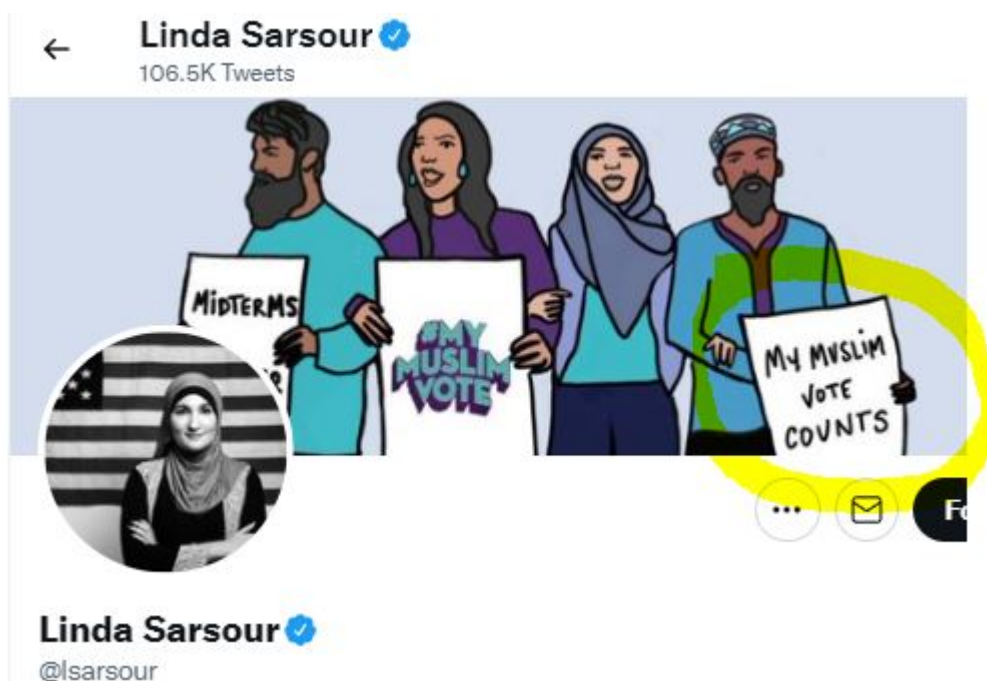 Linda Sarsour
106.5K Tweets
MIDTERMS
#MY
MUSLIM
VOTE
MY MUSLIM
VOTE
COUNTS
Linda Sarsour
@lsarsour